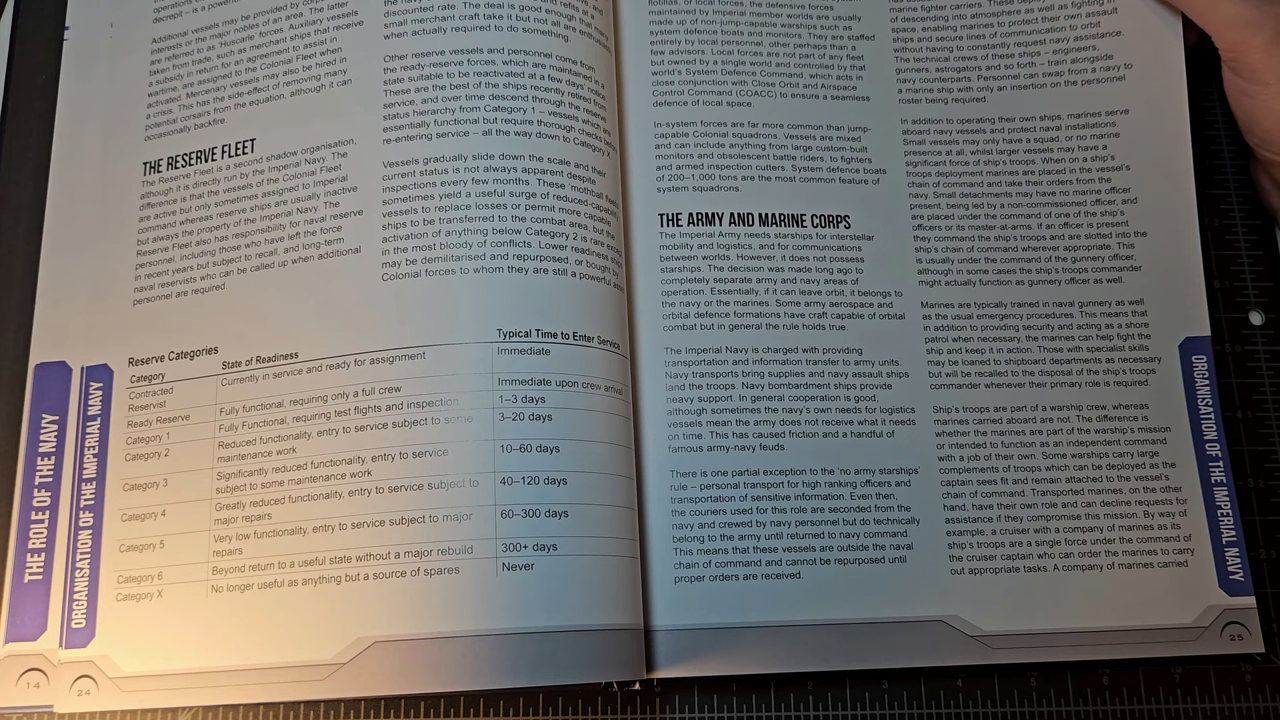 decrepit – is a
Additional vessels may be provided by
interests or the major nobles of an area. The latter
are referred to as 'Huscarle' forces. Auxiliary vessels
taken from trade, such as merchant ships that receive
a subsidy in return for an agreement to assist in
wartime, are assigned to the Colonial Fleet when
activated. Mercenary vessels may also be hired in
a crisis. This has the side-effect of removing many
potential corsairs from the equation, although it can
occasionally backfire.
THE RESERVE FLEET
The Reserve Fleet is a second shadow organisation,
although it is directly run by the Imperial Navy. The
difference is that the vessels of the Colonial Fleet
are active but only sometimes assigned to Imperial
command whereas reserve ships are usually inactive
but always the property of the Imperial Navy. The
Reserve Fleet also has responsibility for naval reserve
personnel, including those who have left the force
in recent years but subject to recall, and long-term
naval reservists who can be called up when additional
personnel are required.
discounted rate. The deal is good enough that many
small merchant craft take it but not all are enthusiastic
when actually required to do something.
Other reserve vessels and personnel come from
the ready-reserve forces, which are maintained in a
state suitable to be reactivated at a few days' notice.
These are the best of the ships recently retired from
service, and over time descend through the reserve
status hierarchy from Category 1 – vessels which are
essentially functional but require thorough checks before
re-entering service – all the way down to Category X.
Vessels gradually slide down the scale and their
current status is not always apparent despite
inspections every few months. These 'mothball fleets'
sometimes yield a useful surge of reduced-capability
vessels to replace losses or permit more capable
ships to be transferred to the combat area, but the
activation of anything below Category 2 is rare except
in the most bloody of conflicts. Lower readiness ships
may be demilitarised and repurposed, or bought by
Colonial forces to whom they are still a powerful asset.
Reserve Categories
Category State of Readiness Typical Time to Enter Service
Contracted Reservist Currently in service and ready for assignment Immediate
Ready Reserve Fully functional, requiring only a full crew Immediate upon crew arrival
Category 1 Fully Functional, requiring test flights and inspection 1–3 days
Category 2 Reduced functionality, entry to service subject to some maintenance work 3–20 days
Category 3 Significantly reduced functionality, entry to service subject to some maintenance work 10–60 days
Category 4 Greatly reduced functionality, entry to service subject to major repairs 40–120 days
Category 5 Very low functionality, entry to service subject to major repairs 60–300 days
Category 6 Beyond return to a useful state without a major rebuild 300+ days
Category X No longer useful as anything but a source of spares Never
THE ROLE OF THE NAVY
ORGANISATION OF THE IMPERIAL NAVY
14
24
flotillas, or local forces, the defensive forces
maintained by Imperial member worlds are usually
made up of non-jump-capable warships such as
system defence boats and monitors. They are staffed
entirely by local personnel, other perhaps than a
few advisors. Local forces are not part of any fleet
but owned by a single world and controlled by that
world's System Defence Command, which acts in
close conjunction with Close Orbit and Airspace
Control Command (COACC) to ensure a seamless
defence of local space.
In-system forces are far more common than jump-
capable Colonial squadrons. Vessels are mixed
and can include anything from large custom-built
monitors and obsolescent battle riders, to fighters
and armed inspection cutters. System defence boats
of 200–1,000 tons are the most common feature of
system squadrons.
THE ARMY AND MARINE CORPS
The Imperial Army needs starships for interstellar
mobility and logistics, and for communications
between worlds. However, it does not possess
starships. The decision was made long ago to
completely separate army and navy areas of
operation. Essentially, if it can leave orbit, it belongs to
the navy or the marines. Some army aerospace and
orbital defence formations have craft capable of orbital
combat but in general the rule holds true.
The Imperial Navy is charged with providing
transportation and information transfer to army units.
Navy transports bring supplies and navy assault ships
land the troops. Navy bombardment ships provide
heavy support. In general cooperation is good,
although sometimes the navy's own needs for logistics
vessels mean the army does not receive what it needs
on time. This has caused friction and a handful of
famous army-navy feuds.
There is one partial exception to the 'no army starships'
rule – personal transport for high ranking officers and
transportation of sensitive information. Even then,
the couriers used for this role are seconded from the
navy and crewed by navy personnel but do technically
belong to the army until returned to navy command.
This means that these vessels are outside the naval
chain of command and cannot be repurposed until
proper orders are received.
marine fighter carriers. These
of descending into atmosphere as well as fighting in
space, enabling marines to protect their own assault
ships and secure lines of communication to orbit
without having to constantly request navy assistance.
The technical crews of these ships – engineers,
gunners, astrogators and so forth – train alongside
navy counterparts. Personnel can swap from a navy to
a marine ship with only an insertion on the personnel
roster being required.
In addition to operating their own ships, marines serve
aboard navy vessels and protect naval installations.
Small vessels may only have a squad, or no marine
presence at all, whilst larger vessels may have a
significant force of ship's troops. When on a ship's
troops deployment marines are placed in the vessel's
chain of command and take their orders from the
navy. Small detachments may have no marine officer
present, being led by a non-commissioned officer, and
are placed under the command of one of the ship's
officers or its master-at-arms. If an officer is present
they command the ship's troops and are slotted into the
ship's chain of command wherever appropriate. This
is usually under the command of the gunnery officer,
although in some cases the ship's troops commander
might actually function as gunnery officer as well.
Marines are typically trained in naval gunnery as well
as the usual emergency procedures. This means that
in addition to providing security and acting as a shore
patrol when necessary, the marines can help fight the
ship and keep it in action. Those with specialist skills
may be loaned to shipboard departments as necessary
but will be recalled to the disposal of the ship's troops
commander whenever their primary role is required.
Ship's troops are part of a warship crew, whereas
marines carried aboard are not. The difference is
whether the marines are part of the warship's mission
or intended to function as an independent command
with a job of their own. Some warships carry large
complements of troops which can be deployed as the
captain sees fit and remain attached to the vessel's
chain of command. Transported marines, on the other
hand, have their own role and can decline requests for
assistance if they compromise this mission. By way of
example, a cruiser with a company of marines as its
ship's troops are a single force under the command of
the cruiser captain who can order the marines to carry
out appropriate tasks. A company of marines carried
ORGANISATION OF THE IMPERIAL NAVY
25